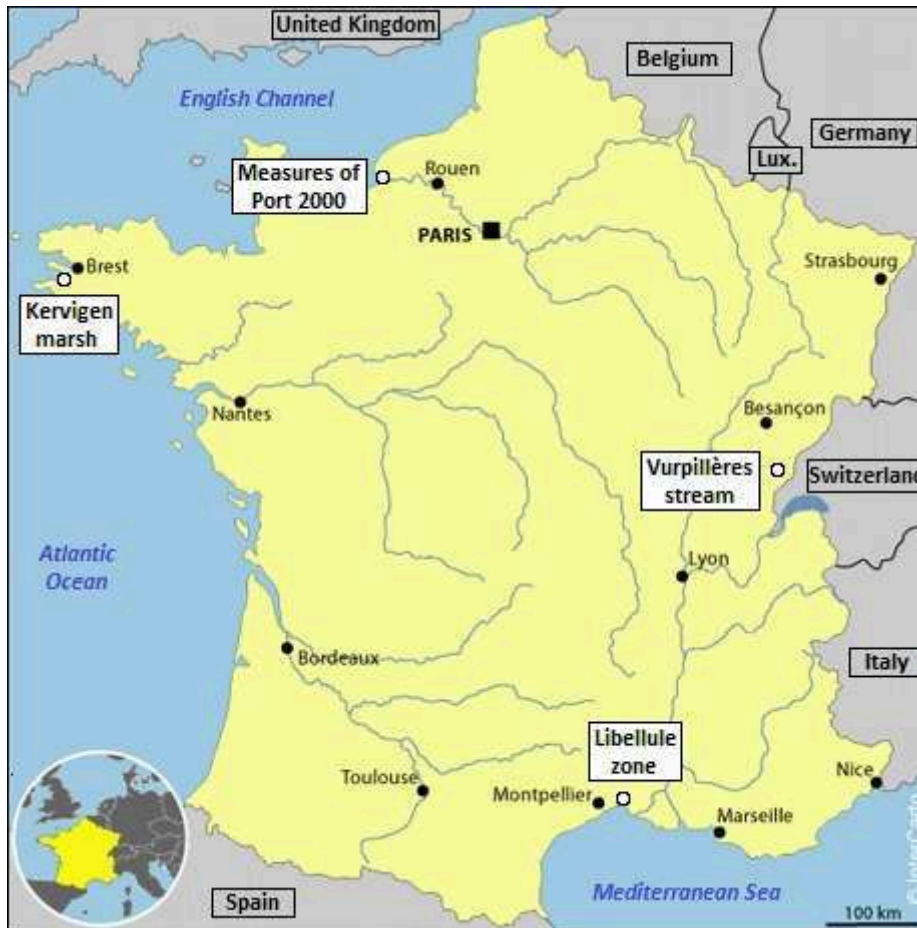 United Kingdom
Belgium
English Channel
Germany
Lux.
Measures of
Port 2000
Rouen
PARIS
Strasbourg
Brest
Kervigen
marsh
Nantes
Besançon
Vurpillères
stream
Switzerland
Atlantic
Ocean
Lyon
Bordeaux
Italy
Libellule
zone
Toulouse
Montpellier
Nice
Marseille
Mediterranean Sea
Spain
100 km